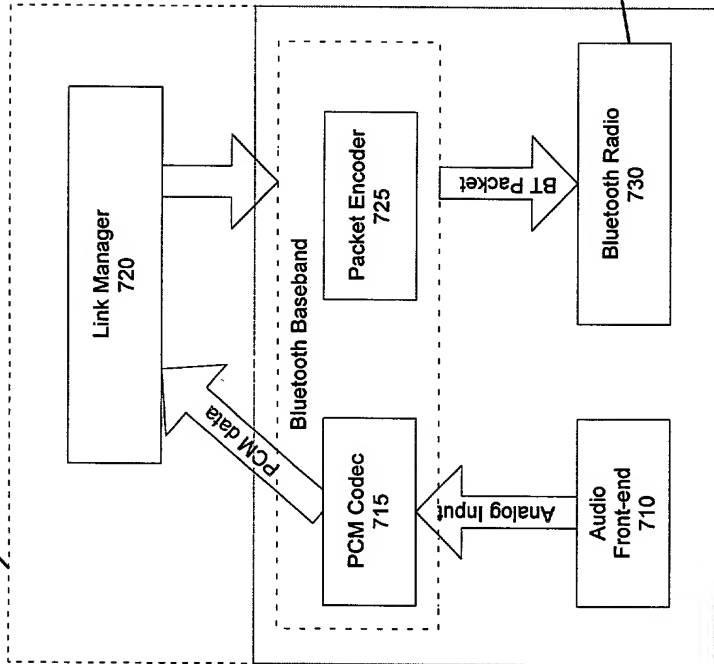 Link Manager
720
PCM data
Bluetooth Baseband
PCM Codec
715
Packet Encoder
725
Analog Input
BT Packet
Audio
Front-end
710
Bluetooth Radio
730